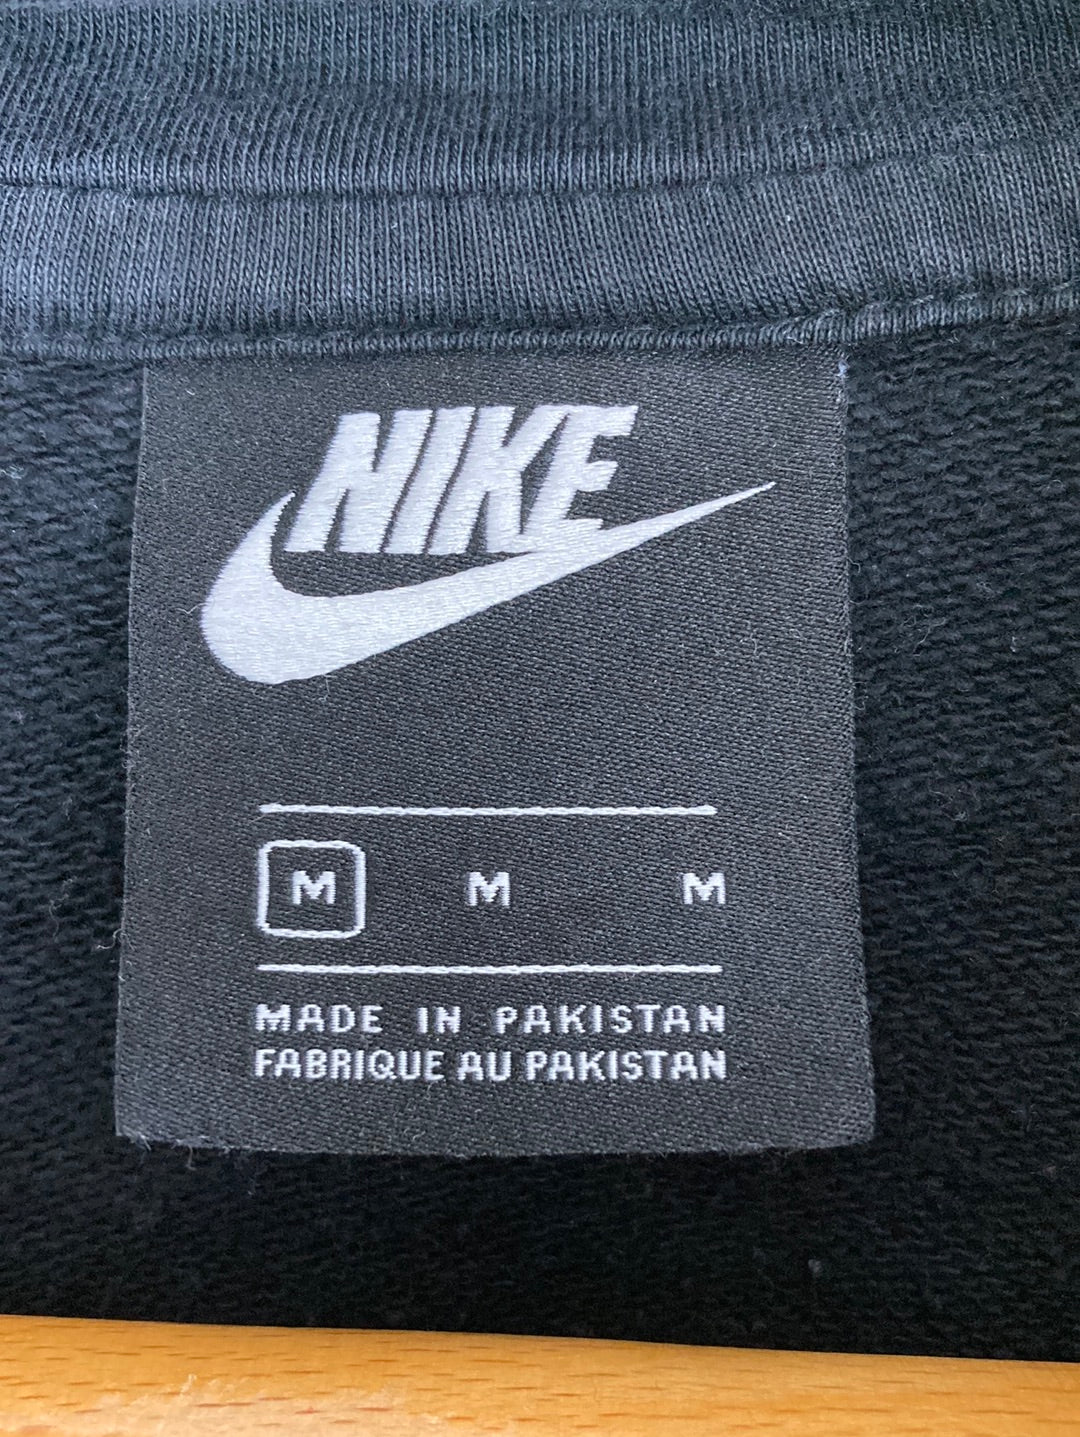 NIKE
M M M
MADE IN PAKISTAN
FABRIQUE AU PAKISTAN